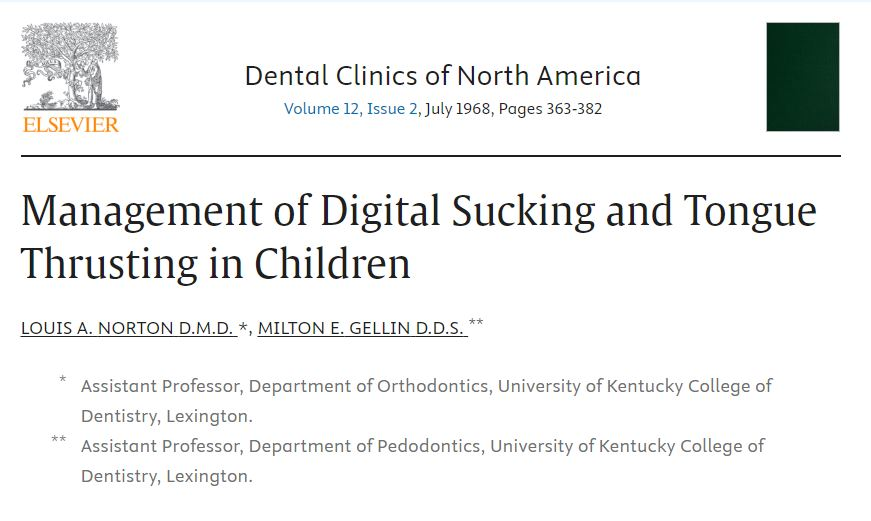 ELSEVIER
Dental Clinics of North America
Volume 12, Issue 2, July 1968, Pages 363-382
Management of Digital Sucking and Tongue
Thrusting in Children
LOUIS A. NORTON D.M.D. *, MILTON E. GELLIN D.D.S. **
* Assistant Professor, Department of Orthodontics, University of Kentucky College of
Dentistry, Lexington.
** Assistant Professor, Department of Pedodontics, University of Kentucky College of
Dentistry, Lexington.